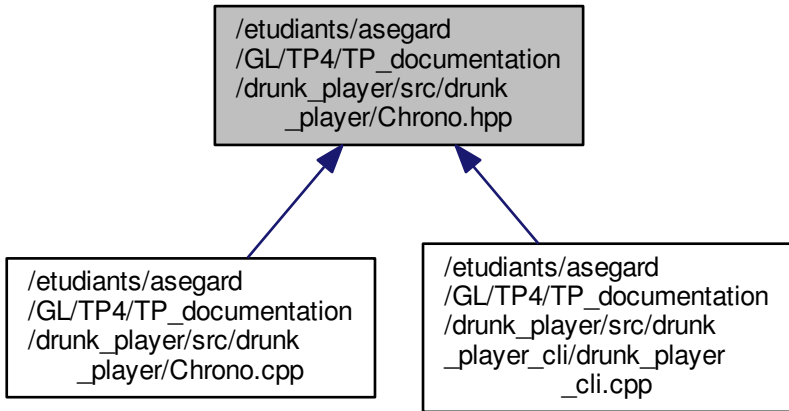 /etudiants/asegard
/GL/TP4/TP_documentation
/drunk_player/src/drunk
_player/Chrono.hpp
/etudiants/asegard
/GL/TP4/TP_documentation
/drunk_player/src/drunk
_player/Chrono.cpp
/etudiants/asegard
/GL/TP4/TP_documentation
/drunk_player/src/drunk
_player_cli/drunk_player
_cli.cpp